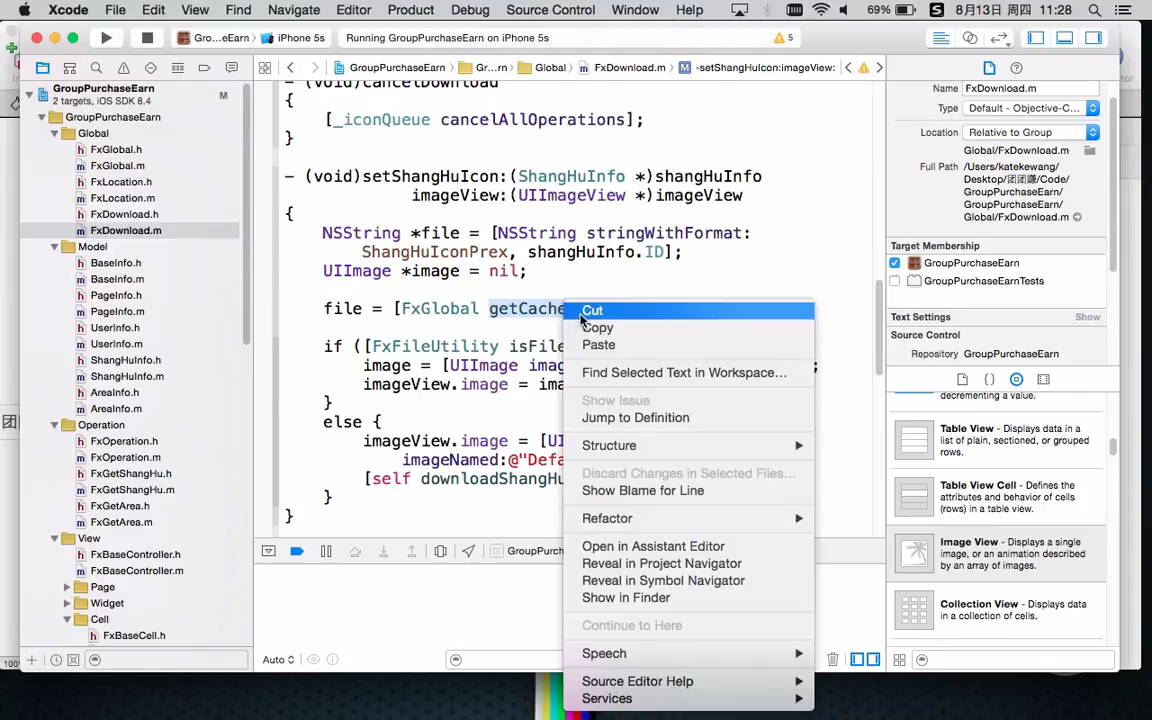 Xcode File Edit View Find Navigate Editor Product Debug Source Control Window Help 69% 8月13日 周四 11:28
Gro...eEarn iPhone 5s Running GroupPurchaseEarn on iPhone 5s 5
GroupPurchaseEarn Gr...rn Global FxDownload.m -setShangHuIcon:imageView:
GroupPurchaseEarn M
2 targets, iOS SDK 8.4
GroupPurchaseEarn
Global
FxGlobal.h
FxGlobal.m
FxLocation.h
FxLocation.m
FxDownload.h
FxDownload.m
Model
BaseInfo.h
BaseInfo.m
PageInfo.h
PageInfo.m
UserInfo.h
UserInfo.m
ShangHuInfo.h
ShangHuInfo.m
AreaInfo.h
AreaInfo.m
Operation
FxOperation.h
FxOperation.m
FxGetShangHu.h
FxGetShangHu.m
FxGetArea.h
FxGetArea.m
View
FxBaseController.h
FxBaseController.m
Page
Widget
Cell
FxBaseCell.h
- (void)cancelDownload
{
[_iconQueue cancelAllOperations];
}
- (void)setShangHuIcon:(ShangHuInfo *)shangHuInfo
imageView:(UIImageView *)imageView
{
NSString *file = [NSString stringWithFormat:
ShangHuIconPrex, shangHuInfo.ID];
UIImage *image = nil;
file = [FxGlobal getCache
if ([FxFileUtility isFile
image = [UIImage imag ;
imageView.image = ima
}
else {
imageView.image = [UI
imageNamed:@"Defa
[self downloadShangHu
}
}
Cut
Copy
Paste
Find Selected Text in Workspace...
Show Issue
Jump to Definition
Structure
Discard Changes in Selected Files...
Show Blame for Line
Refactor
Open in Assistant Editor
Reveal in Project Navigator
Reveal in Symbol Navigator
Show in Finder
Continue to Here
Speech
Source Editor Help
Services
GroupPurch
Auto
Name FxDownload.m
Type Default - Objective-C...
Location Relative to Group
Global/FxDownload.m
Full Path /Users/katekewang/
Desktop/团团赚/Code/
GroupPurchaseEarn/
GroupPurchaseEarn/
Global/FxDownload.m
Target Membership
GroupPurchaseEarn
GroupPurchaseEarnTests
Text Settings Show
Source Control
Repository GroupPurchaseEarn
decrementing a value.
Table View - Displays data in a
list of plain, sectioned, or grouped
rows.
Table View Cell - Defines the
attributes and behavior of cells
(rows) in a table view.
Image View - Displays a single
image, or an animation described
by an array of images.
Collection View - Displays data
in a collection of cells.